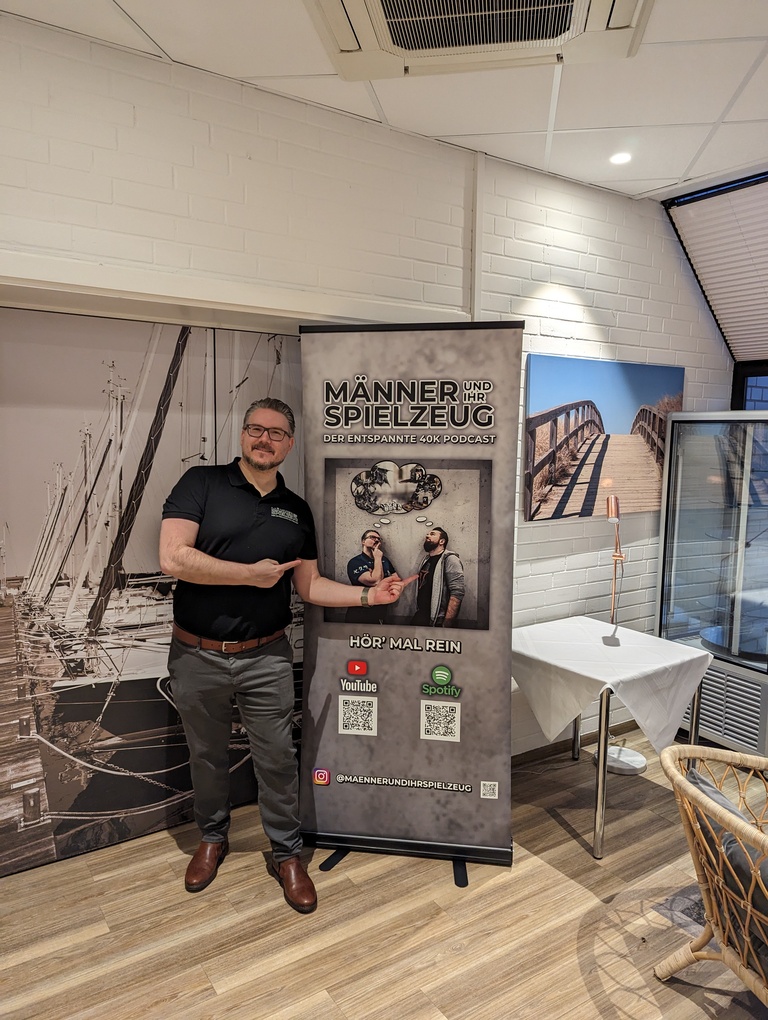 MÄNNER UND IHR
SPIELZEUG
DER ENTSPANNTE 40K PODCAST
HÖR' MAL REIN
YouTube
Spotify
@MAENNERUNDIHRSPIELZEUG